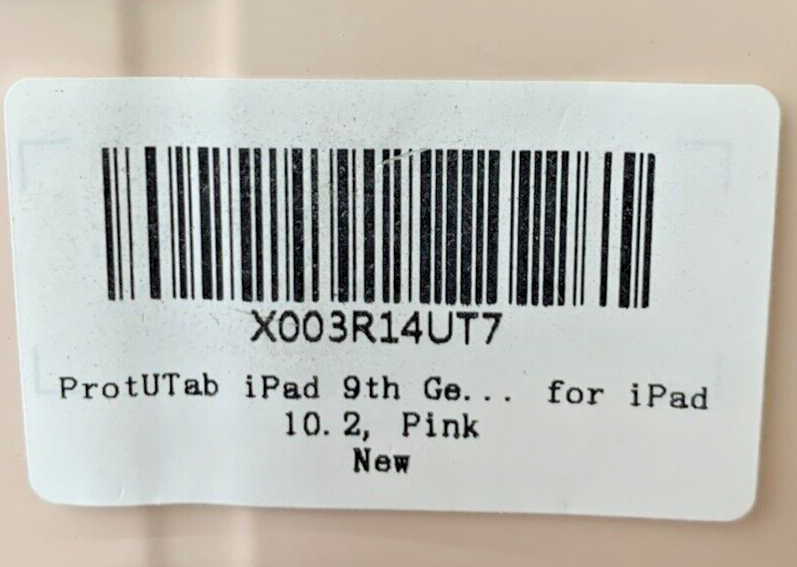 X003R14UT7
ProtUTab iPad 9th Ge... for iPad
10.2, Pink
New